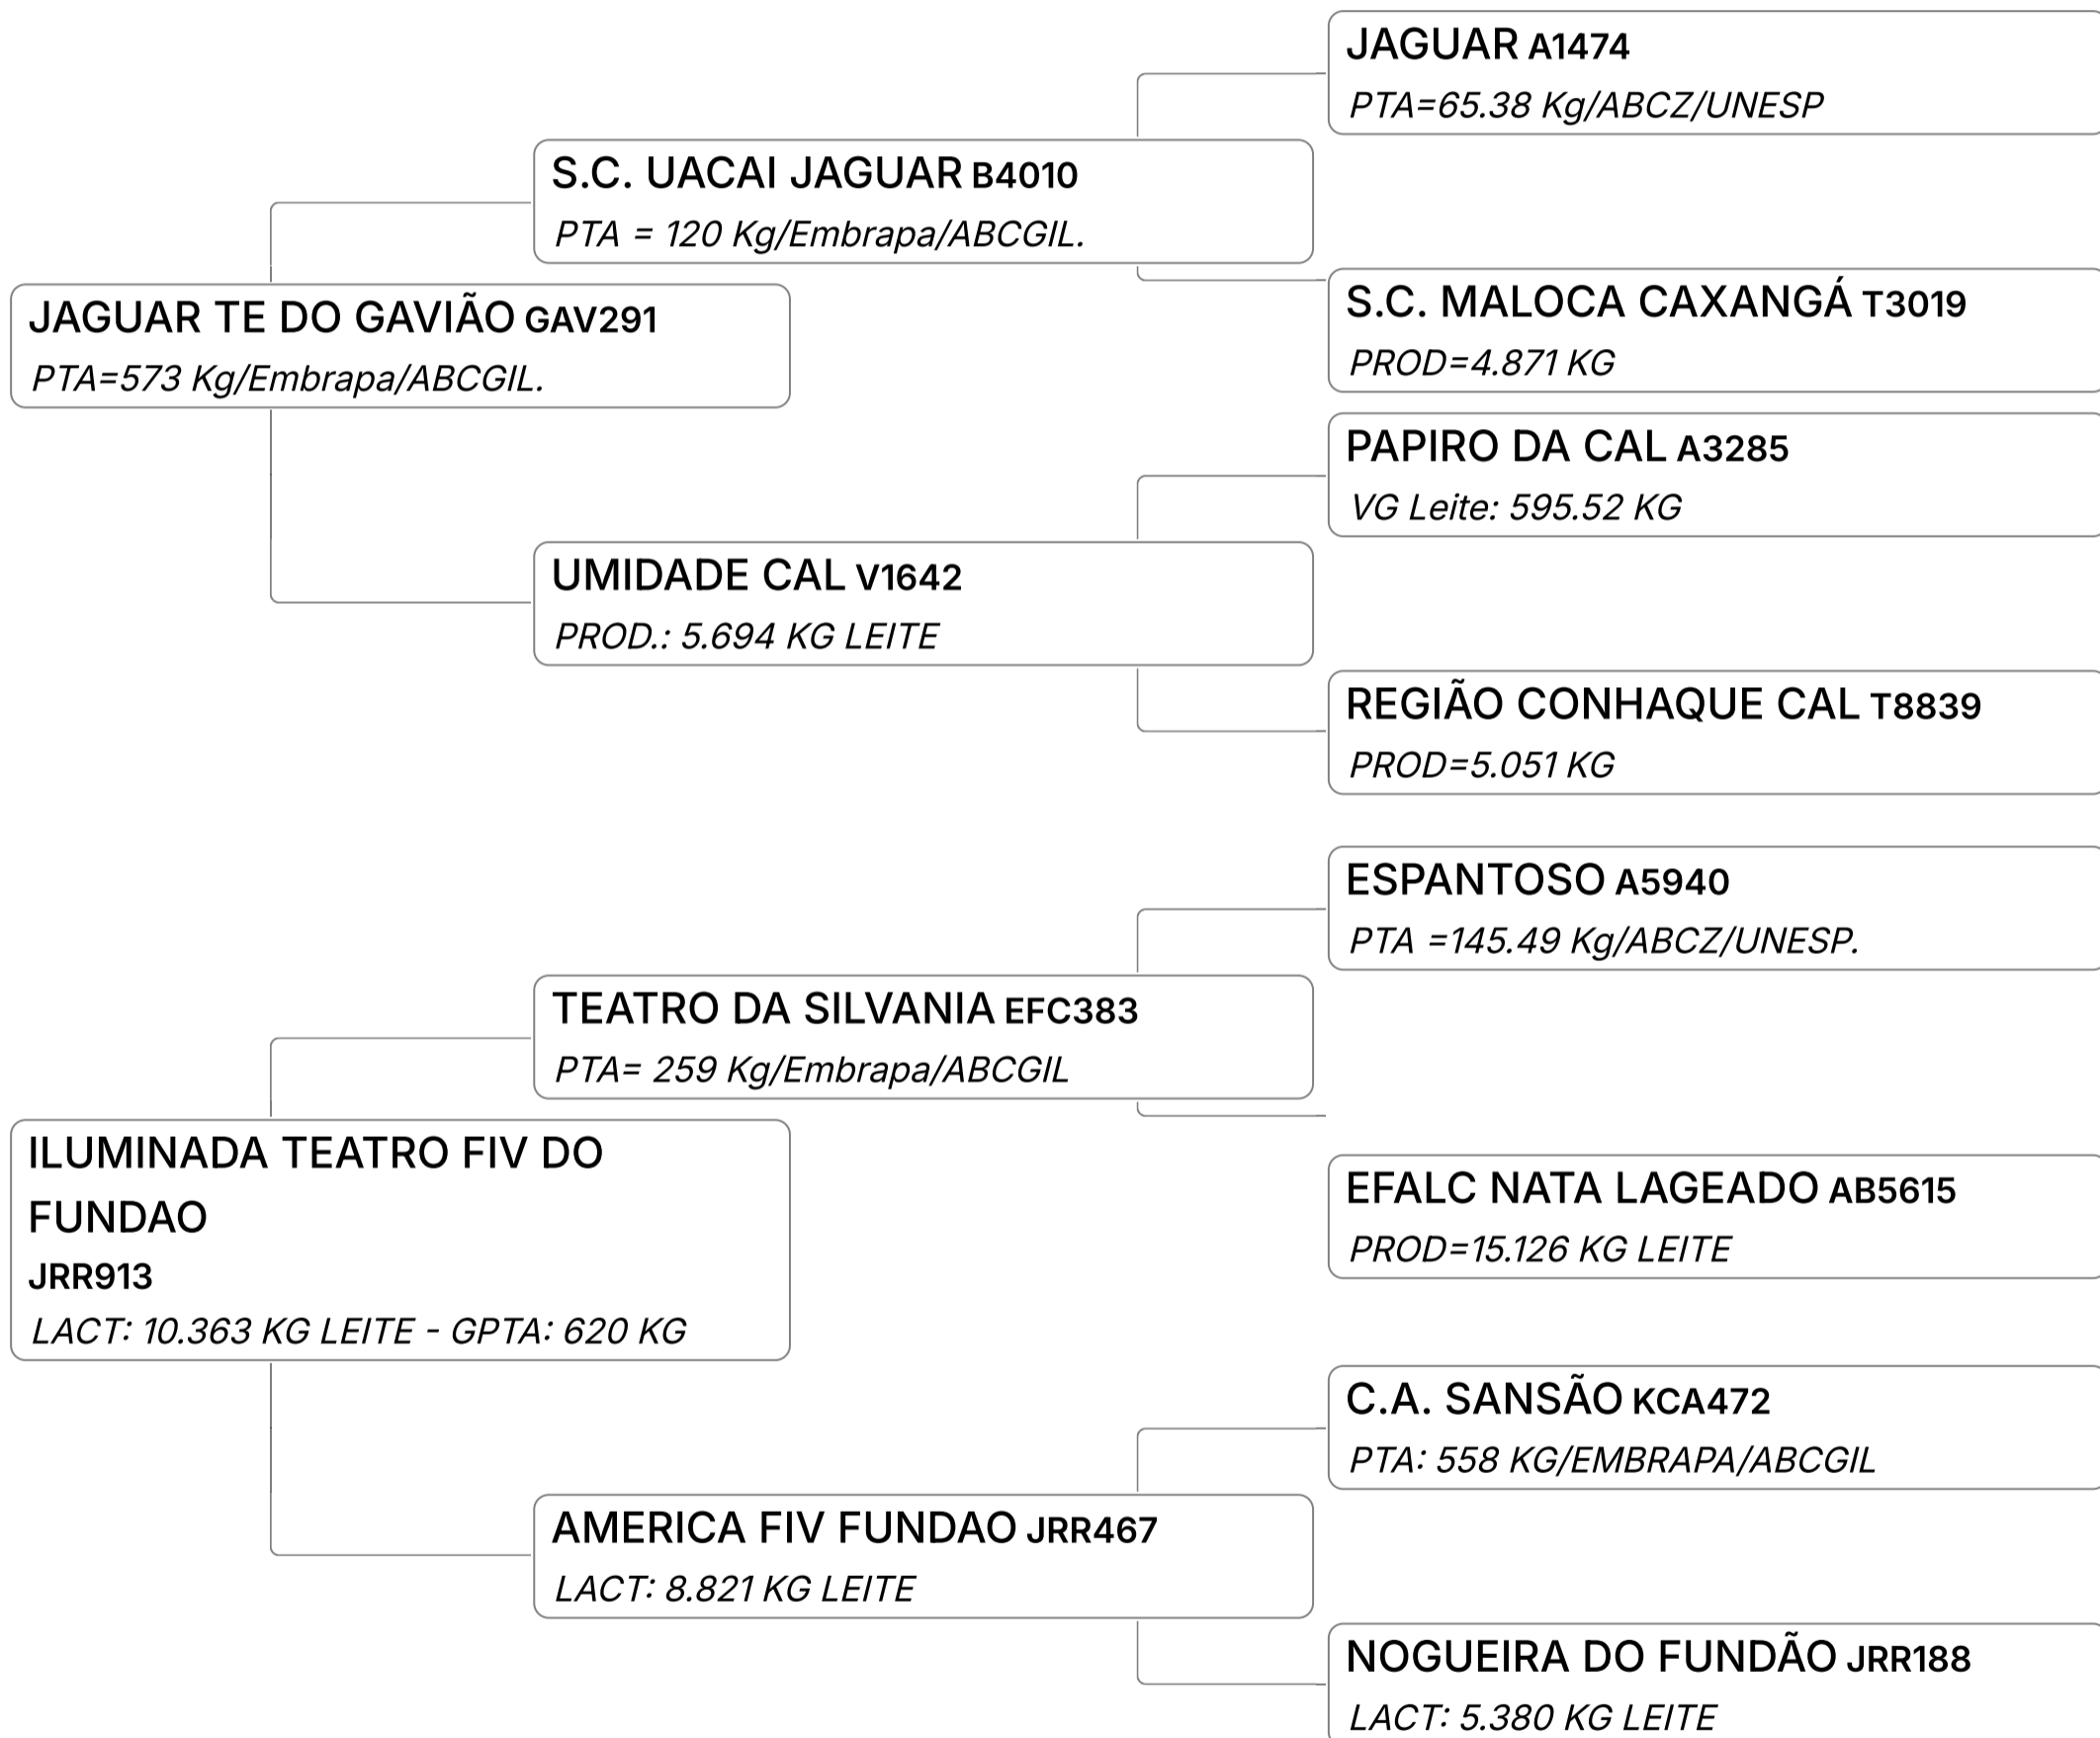 JAGUAR A1474
PTA=65.38 Kg/ABCZ/UNESP
S.C. UACAI JAGUAR B4010
PTA = 120 Kg/Embrapa/ABCGIL.
S.C. MALOCA CAXANGÁ T3019
PROD=4.871 KG
JAGUAR TE DO GAVIÃO GAV291
PTA=573 Kg/Embrapa/ABCGIL.
PAPIRO DA CAL A3285
VG Leite: 595.52 KG
UMIDADE CAL V1642
PROD.: 5.694 KG LEITE
REGIÃO CONHAQUE CAL T8839
PROD=5.051 KG
ESPANTOSO A5940
PTA =145.49 Kg/ABCZ/UNESP.
TEATRO DA SILVANIA EFC383
PTA= 259 Kg/Embrapa/ABCGIL
ILUMINADA TEATRO FIV DO
FUNDAO
JRR913
LACT: 10.363 KG LEITE - GPTA: 620 KG
EFALC NATA LAGEADO AB5615
PROD=15.126 KG LEITE
C.A. SANSÃO KCA472
PTA: 558 KG/EMBRAPA/ABCGIL
AMERICA FIV FUNDAO JRR467
LACT: 8.821 KG LEITE
NOGUEIRA DO FUNDÃO JRR188
LACT: 5.380 KG LEITE